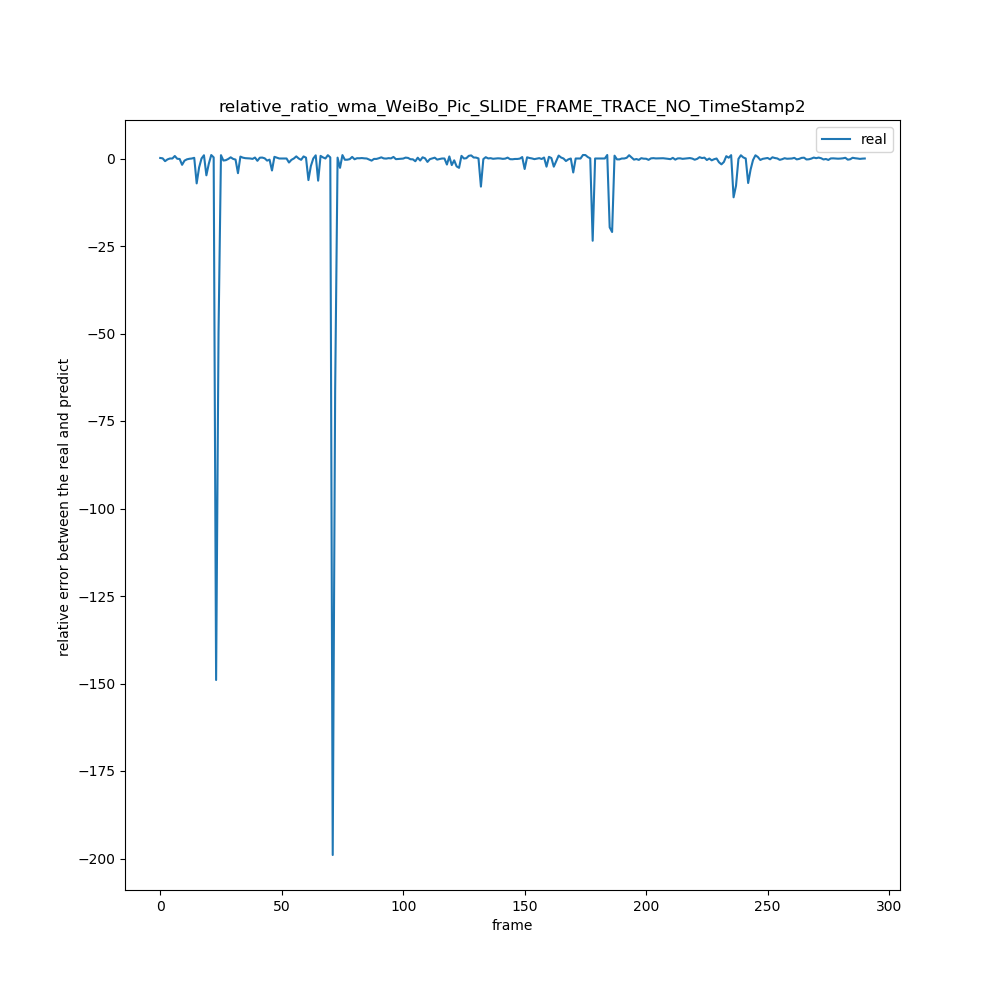 relative_ratio_wma_WeiBo_Pic_SLIDE_FRAME_TRACE_NO_TimeStamp2
real
0
−25
−50
−75
−100
−125
−150
−175
−200
relative error between the real and predict
0 50 100 150 200 250 300
frame